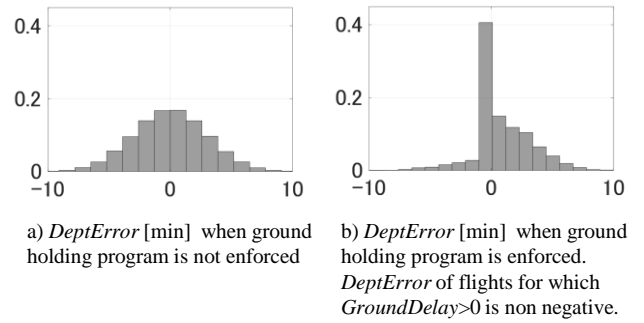 0.4
0.2
0
-10
0
10
0.4
0.2
0
-10
0
10
a) DeptError [min] when ground
holding program is not enforced
b) DeptError [min] when ground
holding program is enforced.
DeptError of flights for which
GroundDelay>0 is non negative.